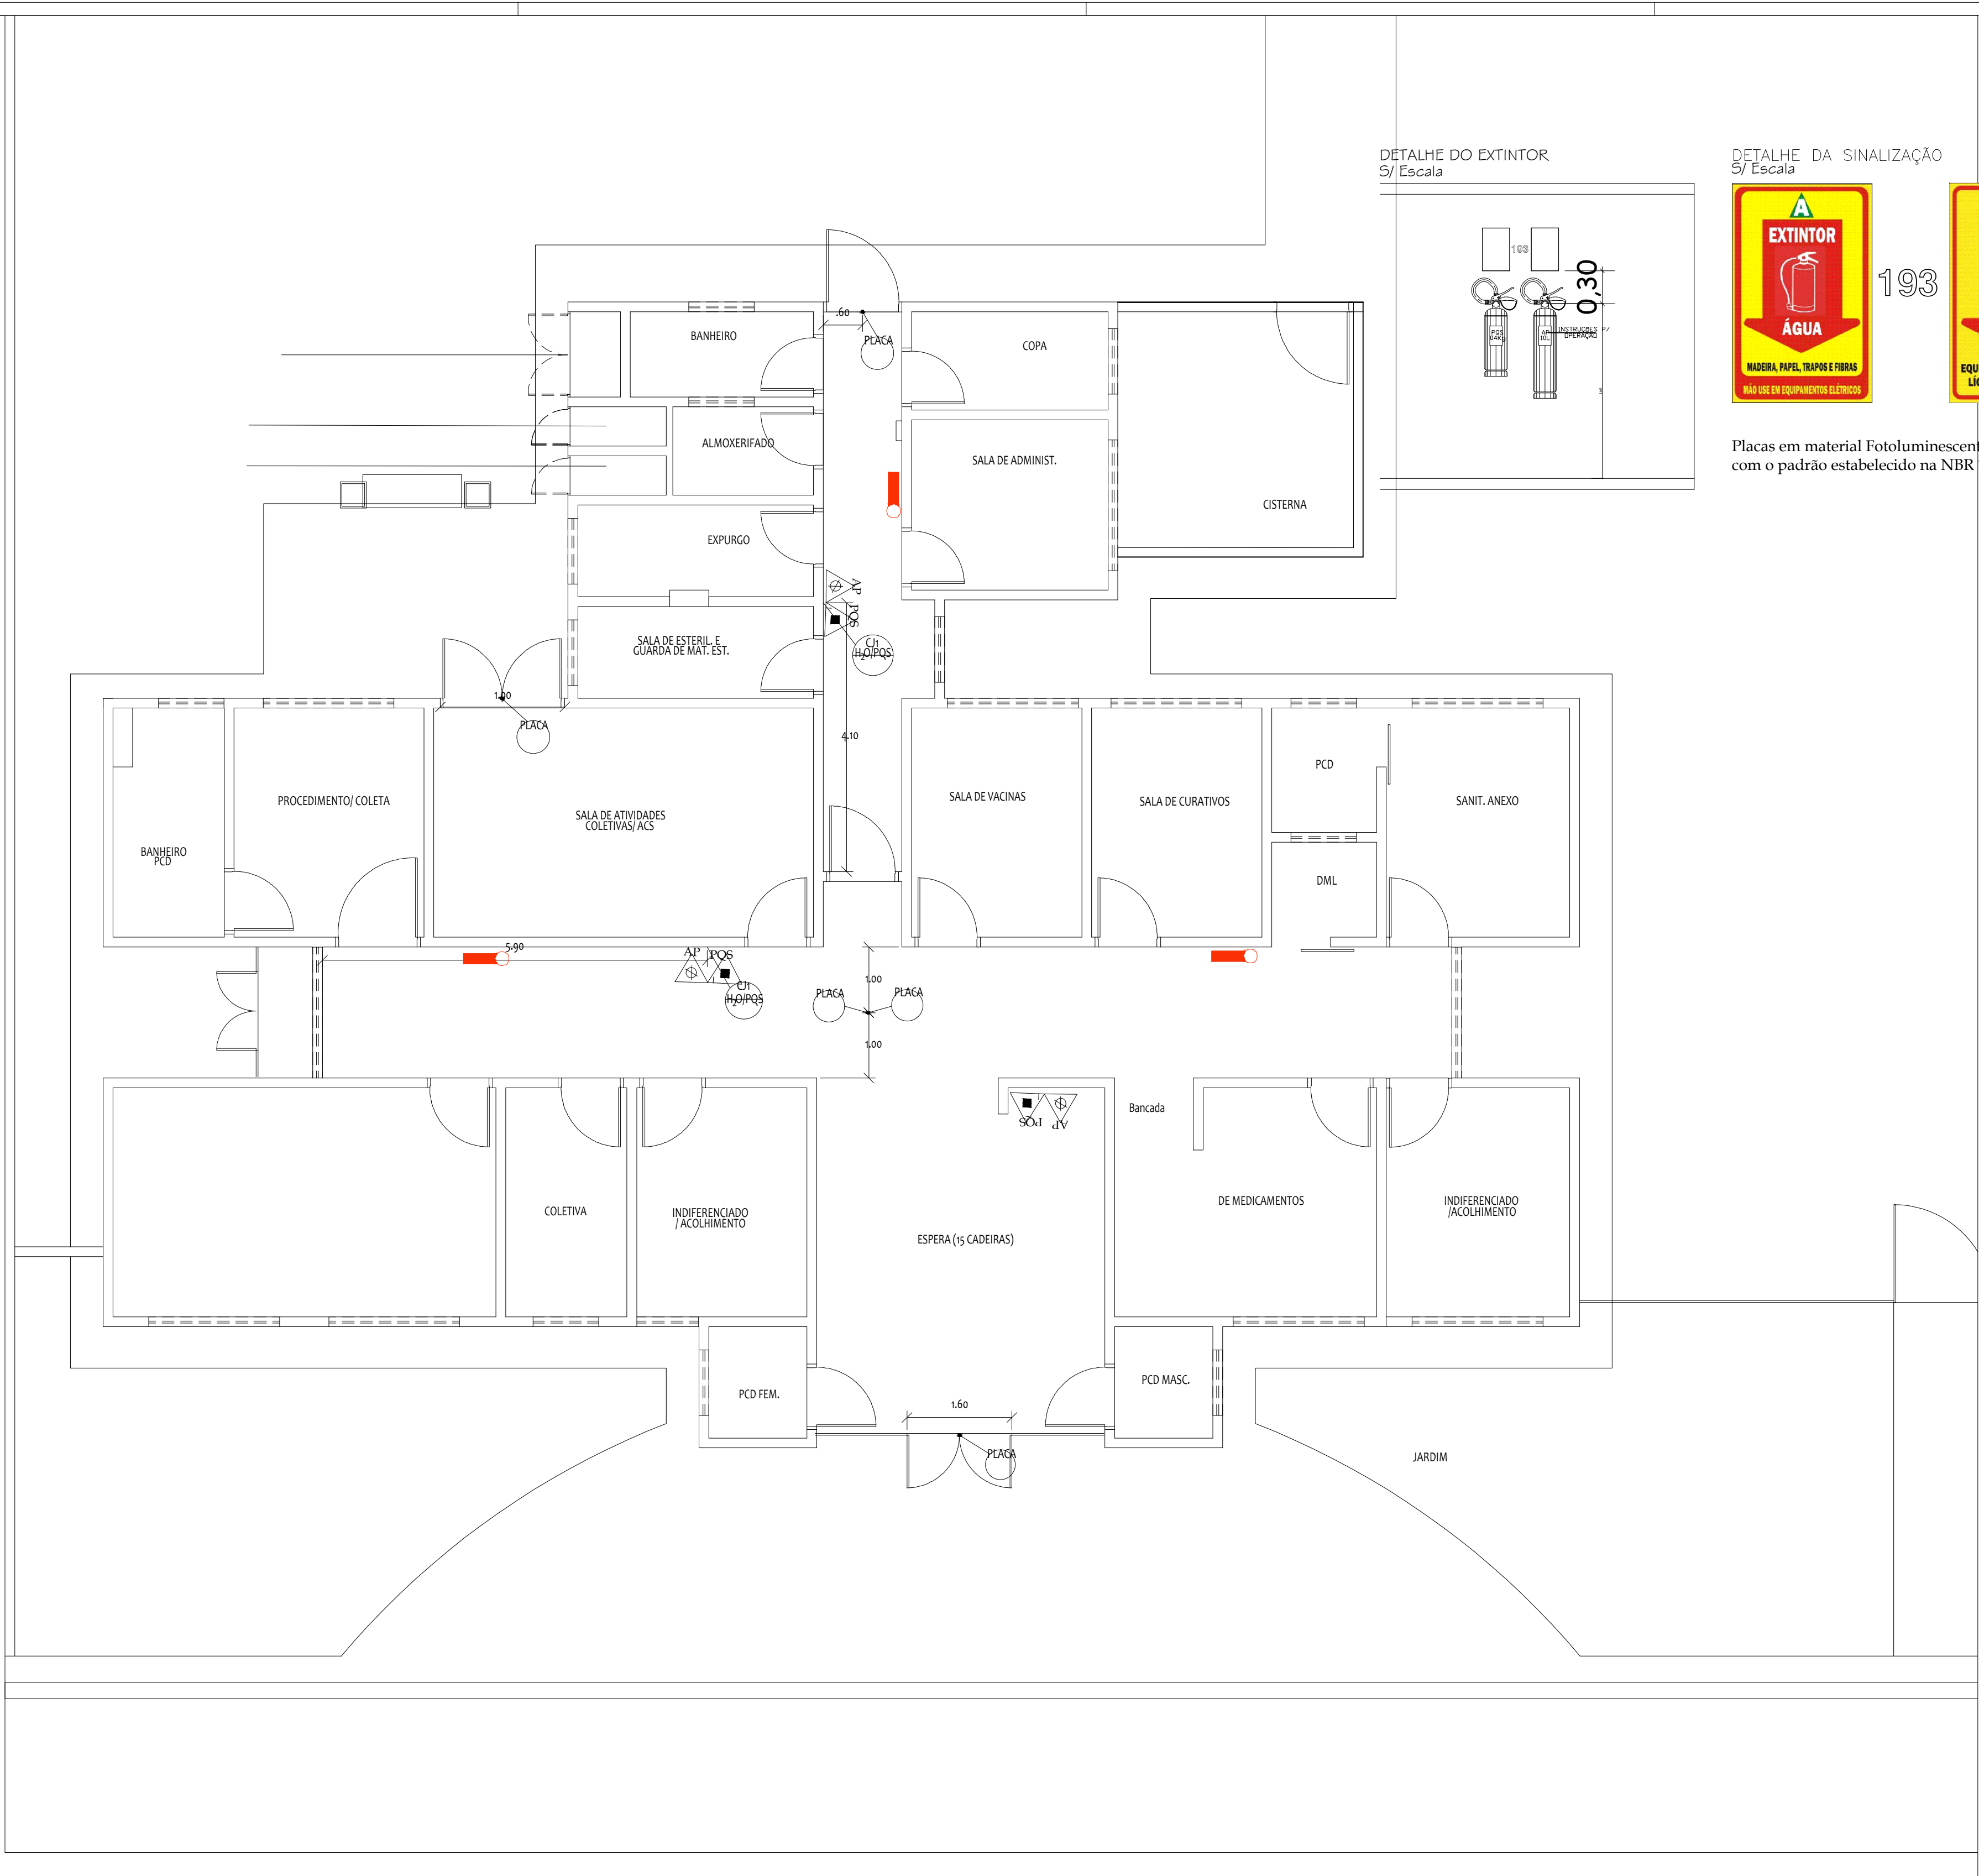 DETALHE DO EXTINTOR
S/ Escala
DETALHE DA SINALIZAÇÃO
S/ Escala
A
EXTINTOR
ÁGUA
MADEIRA, PAPEL, TRAPOS E FIBRAS
NÃO USE EM EQUIPAMENTOS ELÉTRICOS
193
EQU
LÍ
193
0,30
PQS
04Kg
AP
10L
INSTRUÇÕES P/
OPERAÇÃO
Placas em material Fotoluminescent
com o padrão estabelecido na NBR
BANHEIRO
.60
PLACA
COPA
ALMOXERIFADO
SALA DE ADMINIST.
CISTERNA
EXPURGO
AP
PQS
CJ1
H2O/PQS
SALA DE ESTERIL. E
GUARDA DE MAT. EST.
1.00
PLACA
4.10
PROCEDIMENTO/ COLETA
SALA DE ATIVIDADES
COLETIVAS/ ACS
BANHEIRO
PCD
SALA DE VACINAS
SALA DE CURATIVOS
PCD
SANIT. ANEXO
DML
5.90
AP
PQS
CJ1
H2O/PQS
PLACA
PLACA
1.00
1.00
PQS
AP
Bancada
COLETIVA
INDIFERENCIADO
/ ACOLHIMENTO
ESPERA (15 CADEIRAS)
DE MEDICAMENTOS
INDIFERENCIADO
/ACOLHIMENTO
PCD FEM.
PCD MASC.
1.60
PLACA
JARDIM